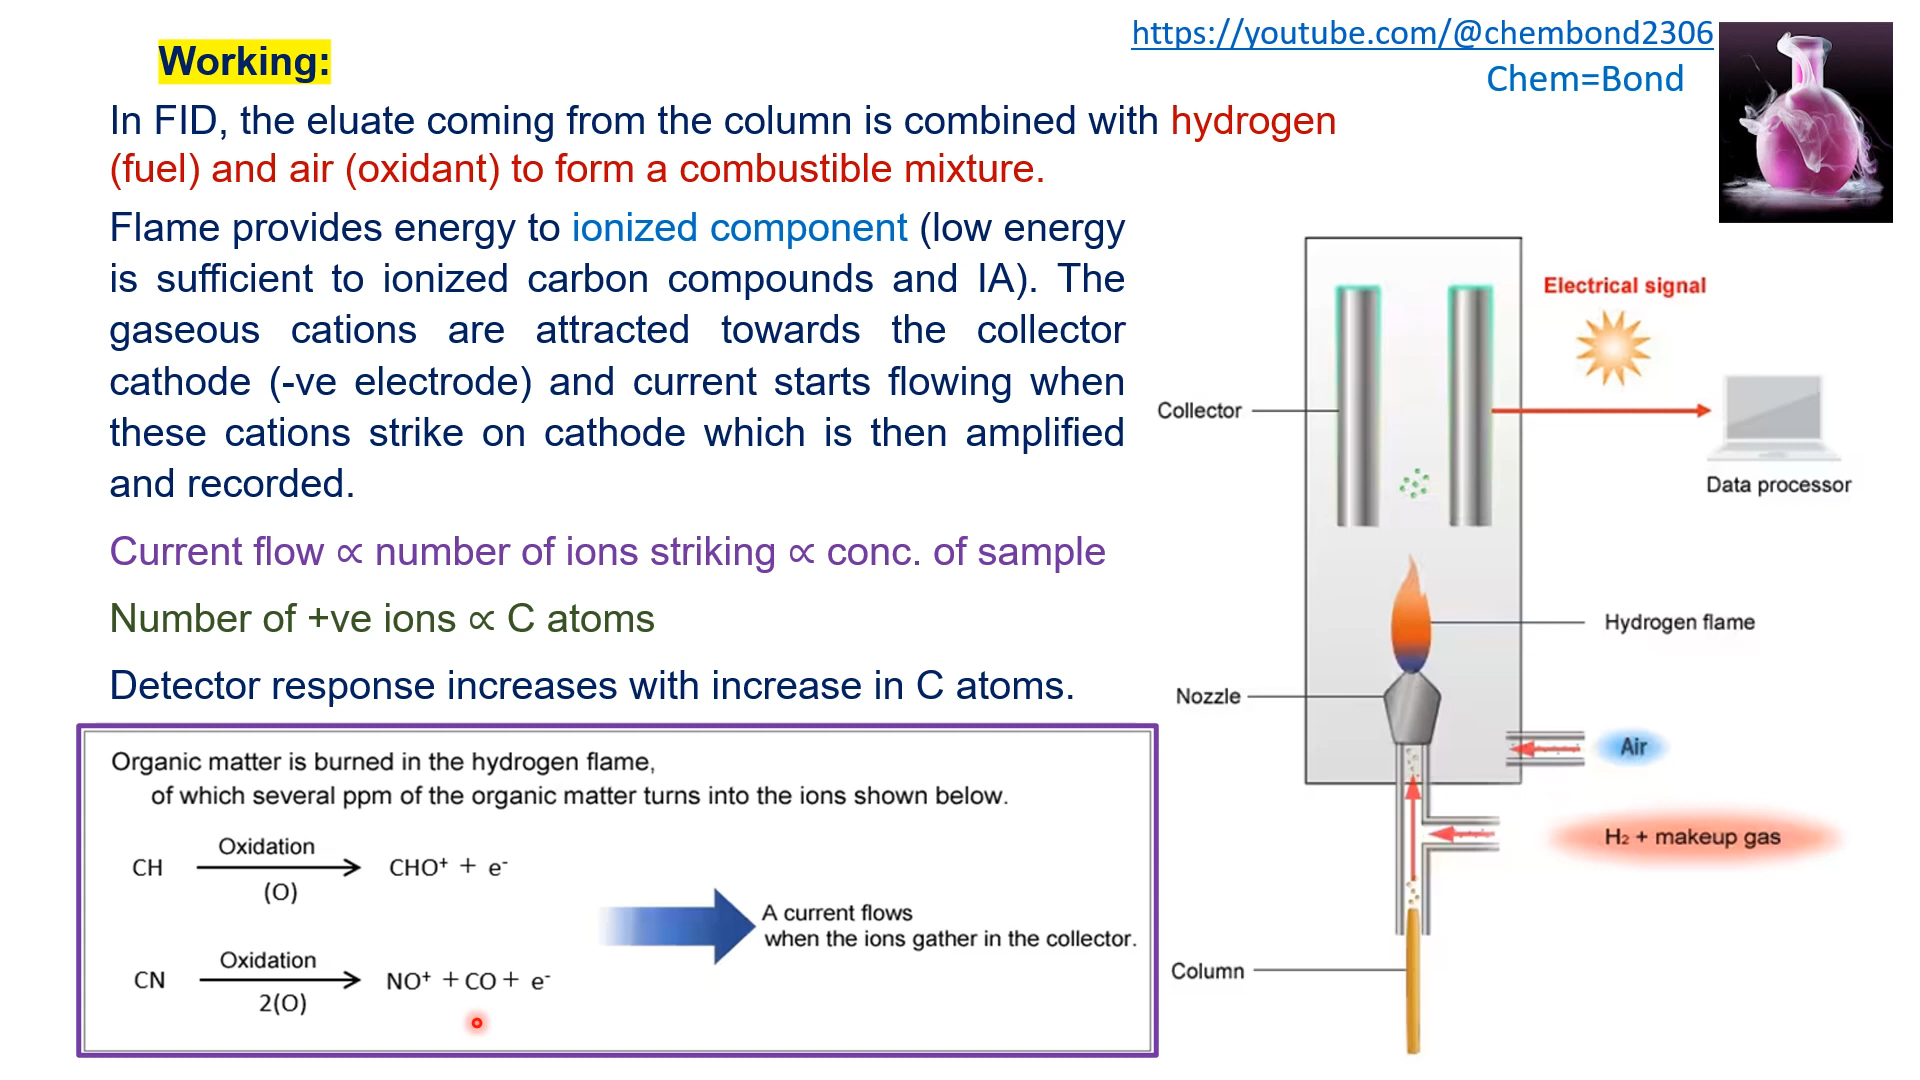 https://youtube.com/@chembond2306
Chem=Bond
Working:
In FID, the eluate coming from the column is combined with hydrogen
(fuel) and air (oxidant) to form a combustible mixture.
Flame provides energy to ionized component (low energy
is sufficient to ionized carbon compounds and IA). The
gaseous cations are attracted towards the collector
cathode (-ve electrode) and current starts flowing when
these cations strike on cathode which is then amplified
and recorded.
Current flow ∝ number of ions striking ∝ conc. of sample
Number of +ve ions ∝ C atoms
Detector response increases with increase in C atoms.
Organic matter is burned in the hydrogen flame,
of which several ppm of the organic matter turns into the ions shown below.
Oxidation
CH
CHO⁺ + e⁻
(O)
Oxidation
CN
NO⁺ + CO + e⁻
2(O)
A current flows
when the ions gather in the collector.
Electrical signal
Collector
Data processor
Hydrogen flame
Nozzle
Air
H₂ + makeup gas
Column